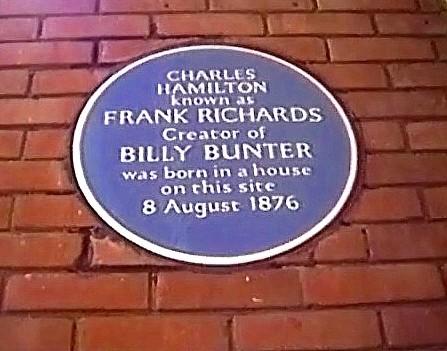 CHARLES
HAMILTON
known as
FRANK RICHARDS
Creator of
BILLY BUNTER
was born in a house
on this site
8 August 1876